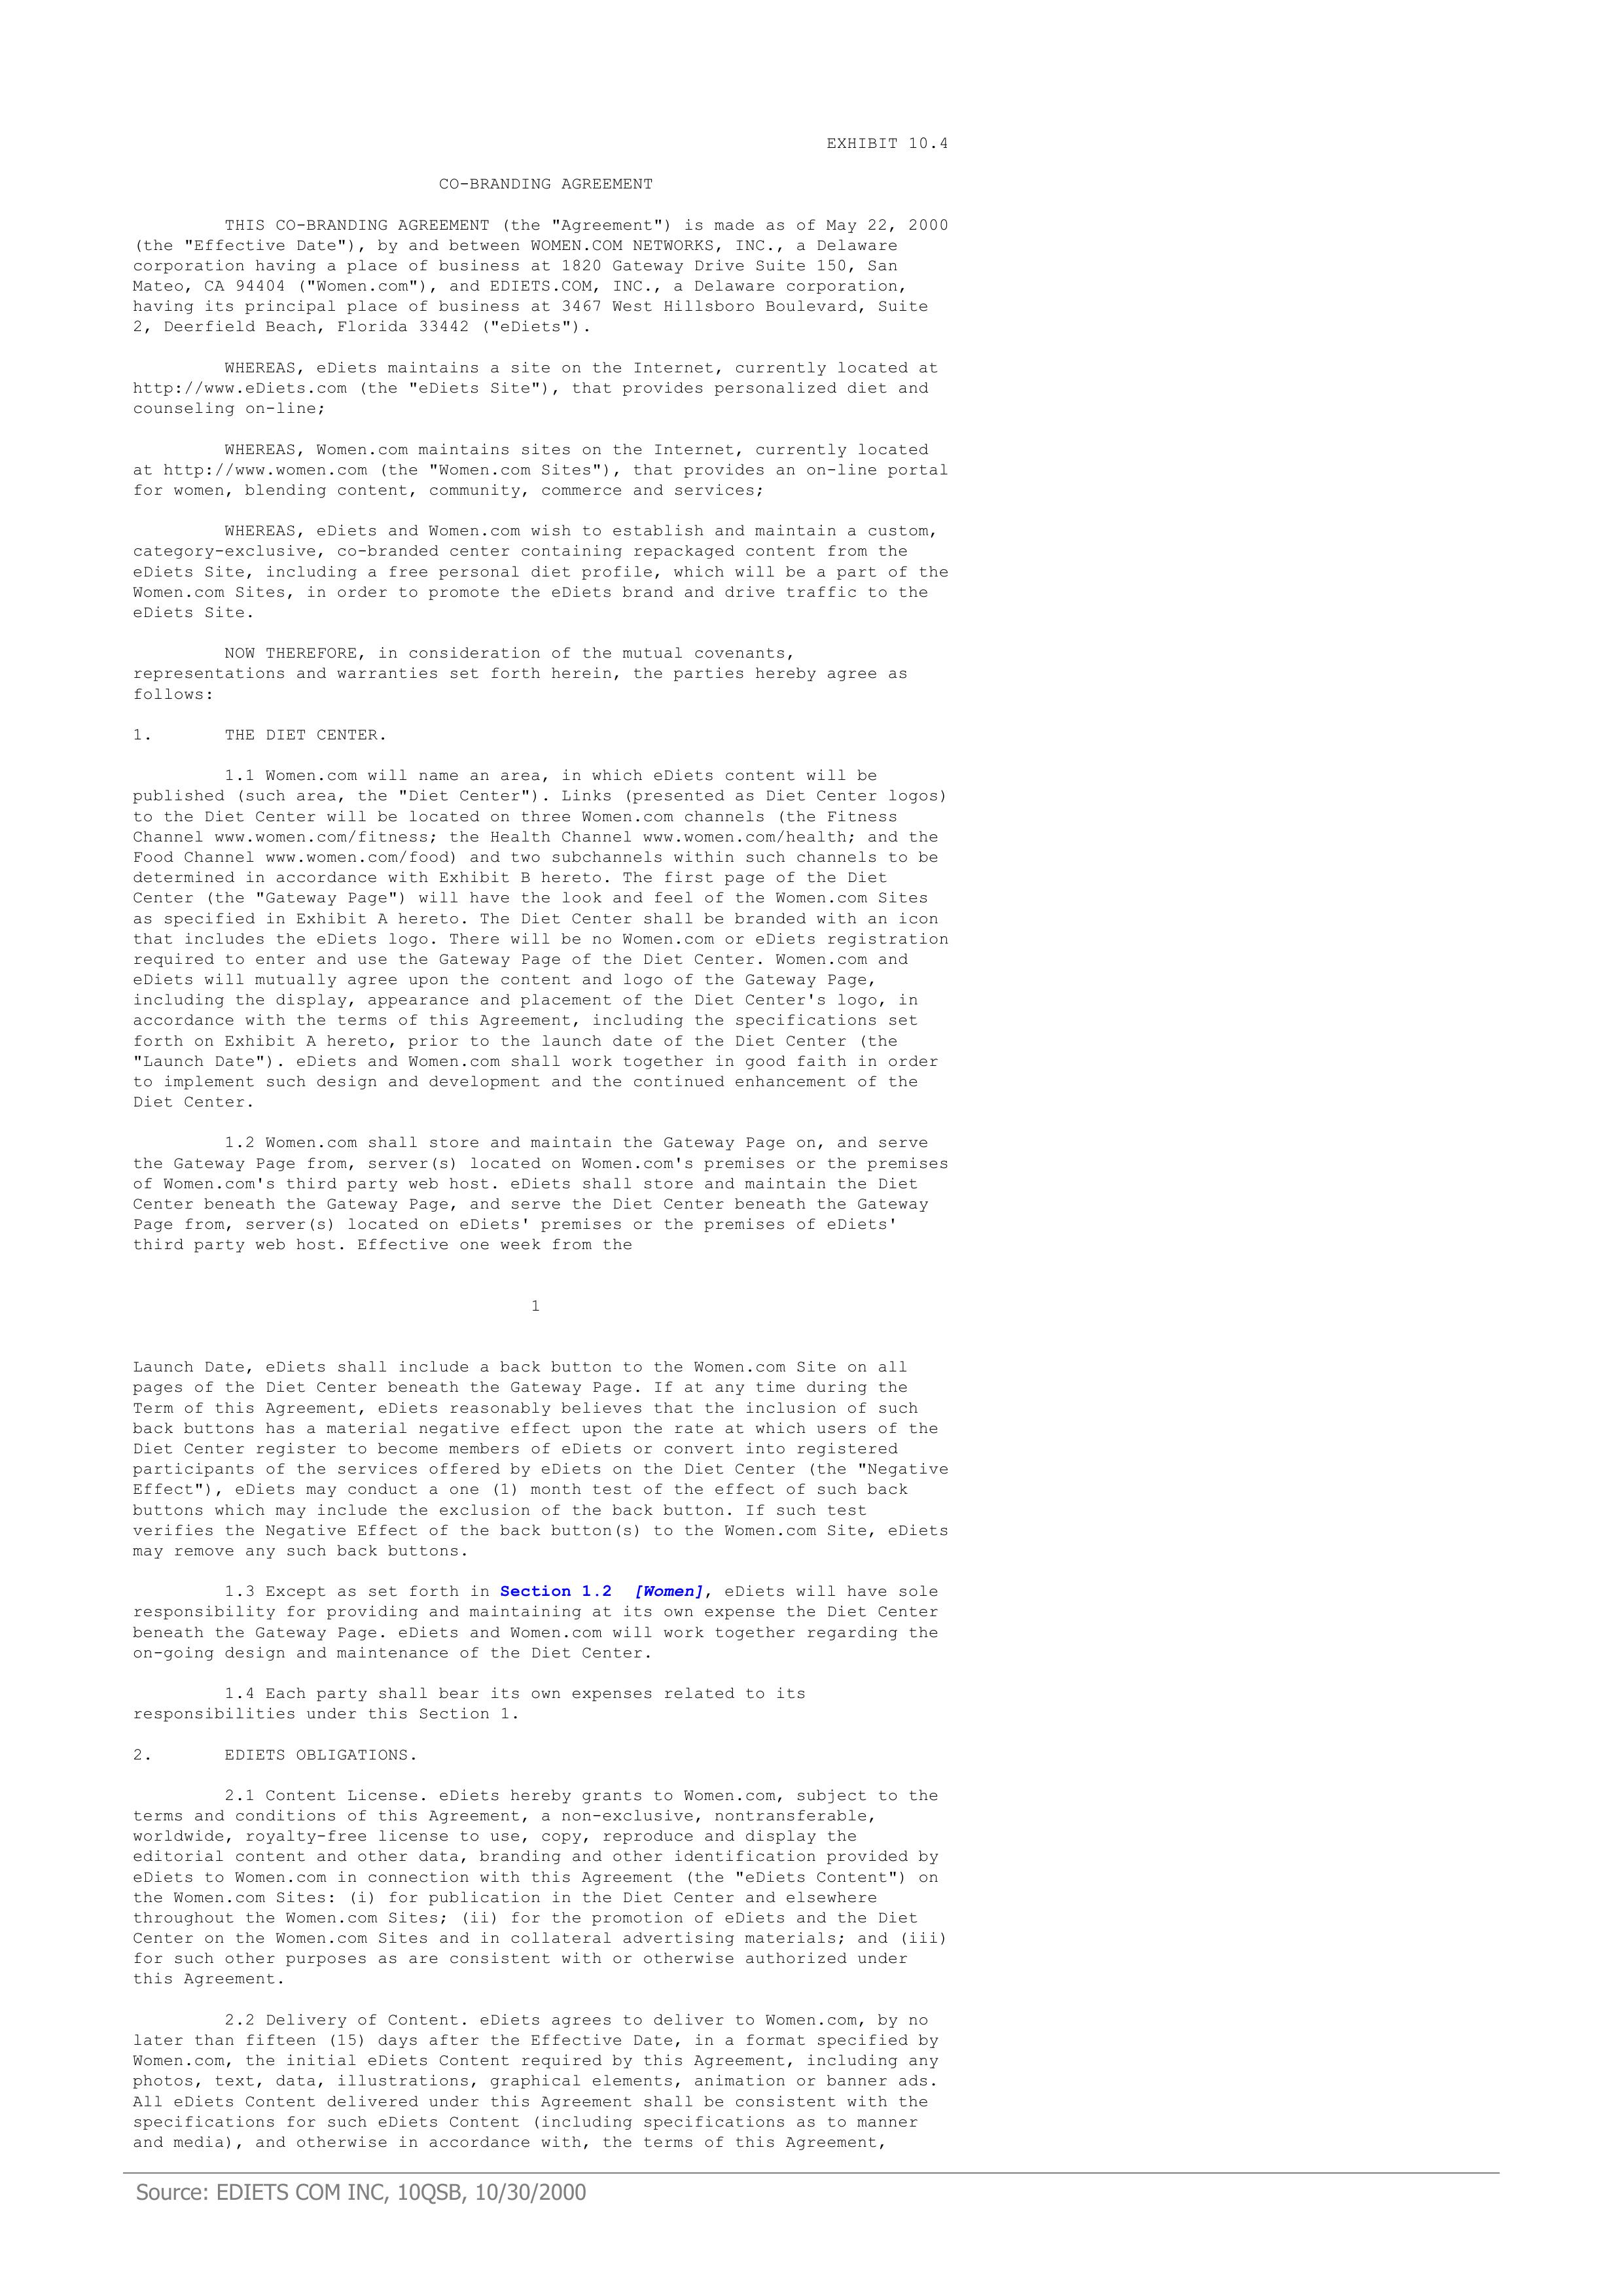 EXHIBIT 10.4
CO-BRANDING AGREEMENT
THIS CO-BRANDING AGREEMENT (the "Agreement") is made as of May 22, 2000
(the "Effective Date"), by and between WOMEN.COM NETWORKS, INC., a Delaware
corporation having a place of business at 1820 Gateway Drive Suite 150, San
Mateo, CA 94404 ("Women.com"), and EDIETS.COM, INC., a Delaware corporation,
having its principal place of business at 3467 West Hillsboro Boulevard, Suite
2, Deerfield Beach, Florida 33442 ("eDiets").
WHEREAS, eDiets maintains a site on the Internet, currently located at
http://www.eDiets.com (the "eDiets Site"), that provides personalized diet and
counseling on-line;
WHEREAS, Women.com maintains sites on the Internet, currently located
at http://www.women.com (the "Women.com Sites"), that provides an on-line portal
for women, blending content, community, commerce and services;
WHEREAS, eDiets and Women.com wish to establish and maintain a custom,
category-exclusive, co-branded center containing repackaged content from the
eDiets Site, including a free personal diet profile, which will be a part of the
Women.com Sites, in order to promote the eDiets brand and drive traffic to the
eDiets Site.
NOW THEREFORE, in consideration of the mutual covenants,
representations and warranties set forth herein, the parties hereby agree as
follows:
1. THE DIET CENTER.
1.1 Women.com will name an area, in which eDiets content will be
published (such area, the "Diet Center"). Links (presented as Diet Center logos)
to the Diet Center will be located on three Women.com channels (the Fitness
Channel www.women.com/fitness; the Health Channel www.women.com/health; and the
Food Channel www.women.com/food) and two subchannels within such channels to be
determined in accordance with Exhibit B hereto. The first page of the Diet
Center (the "Gateway Page") will have the look and feel of the Women.com Sites
as specified in Exhibit A hereto. The Diet Center shall be branded with an icon
that includes the eDiets logo. There will be no Women.com or eDiets registration
required to enter and use the Gateway Page of the Diet Center. Women.com and
eDiets will mutually agree upon the content and logo of the Gateway Page,
including the display, appearance and placement of the Diet Center's logo, in
accordance with the terms of this Agreement, including the specifications set
forth on Exhibit A hereto, prior to the launch date of the Diet Center (the
"Launch Date"). eDiets and Women.com shall work together in good faith in order
to implement such design and development and the continued enhancement of the
Diet Center.
1.2 Women.com shall store and maintain the Gateway Page on, and serve
the Gateway Page from, server(s) located on Women.com's premises or the premises
of Women.com's third party web host. eDiets shall store and maintain the Diet
Center beneath the Gateway Page, and serve the Diet Center beneath the Gateway
Page from, server(s) located on eDiets' premises or the premises of eDiets'
third party web host. Effective one week from the
1
Launch Date, eDiets shall include a back button to the Women.com Site on all
pages of the Diet Center beneath the Gateway Page. If at any time during the
Term of this Agreement, eDiets reasonably believes that the inclusion of such
back buttons has a material negative effect upon the rate at which users of the
Diet Center register to become members of eDiets or convert into registered
participants of the services offered by eDiets on the Diet Center (the "Negative
Effect"), eDiets may conduct a one (1) month test of the effect of such back
buttons which may include the exclusion of the back button. If such test
verifies the Negative Effect of the back button(s) to the Women.com Site, eDiets
may remove any such back buttons.
1.3 Except as set forth in Section 1.2 [Women], eDiets will have sole
responsibility for providing and maintaining at its own expense the Diet Center
beneath the Gateway Page. eDiets and Women.com will work together regarding the
on-going design and maintenance of the Diet Center.
1.4 Each party shall bear its own expenses related to its
responsibilities under this Section 1.
2. EDIETS OBLIGATIONS.
2.1 Content License. eDiets hereby grants to Women.com, subject to the
terms and conditions of this Agreement, a non-exclusive, nontransferable,
worldwide, royalty-free license to use, copy, reproduce and display the
editorial content and other data, branding and other identification provided by
eDiets to Women.com in connection with this Agreement (the "eDiets Content") on
the Women.com Sites: (i) for publication in the Diet Center and elsewhere
throughout the Women.com Sites; (ii) for the promotion of eDiets and the Diet
Center on the Women.com Sites and in collateral advertising materials; and (iii)
for such other purposes as are consistent with or otherwise authorized under
this Agreement.
2.2 Delivery of Content. eDiets agrees to deliver to Women.com, by no
later than fifteen (15) days after the Effective Date, in a format specified by
Women.com, the initial eDiets Content required by this Agreement, including any
photos, text, data, illustrations, graphical elements, animation or banner ads.
All eDiets Content delivered under this Agreement shall be consistent with the
specifications for such eDiets Content (including specifications as to manner
and media), and otherwise in accordance with, the terms of this Agreement,
Source: EDIETS COM INC, 10QSB, 10/30/2000